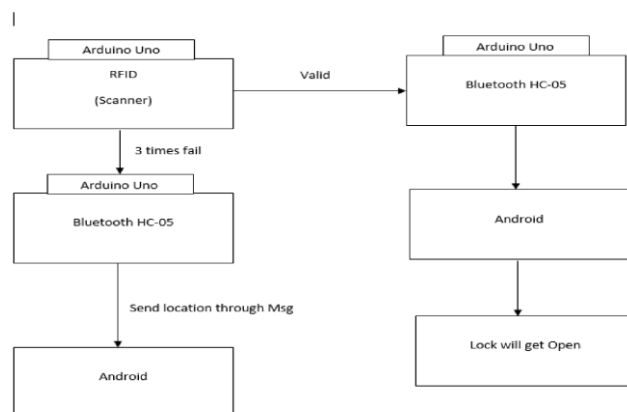 Arduino Uno
RFID
(Scanner)
Valid
Arduino Uno
Bluetooth HC-05
3 times fail
Arduino Uno
Bluetooth HC-05
Android
Send location through Msg
Lock will get Open
Android